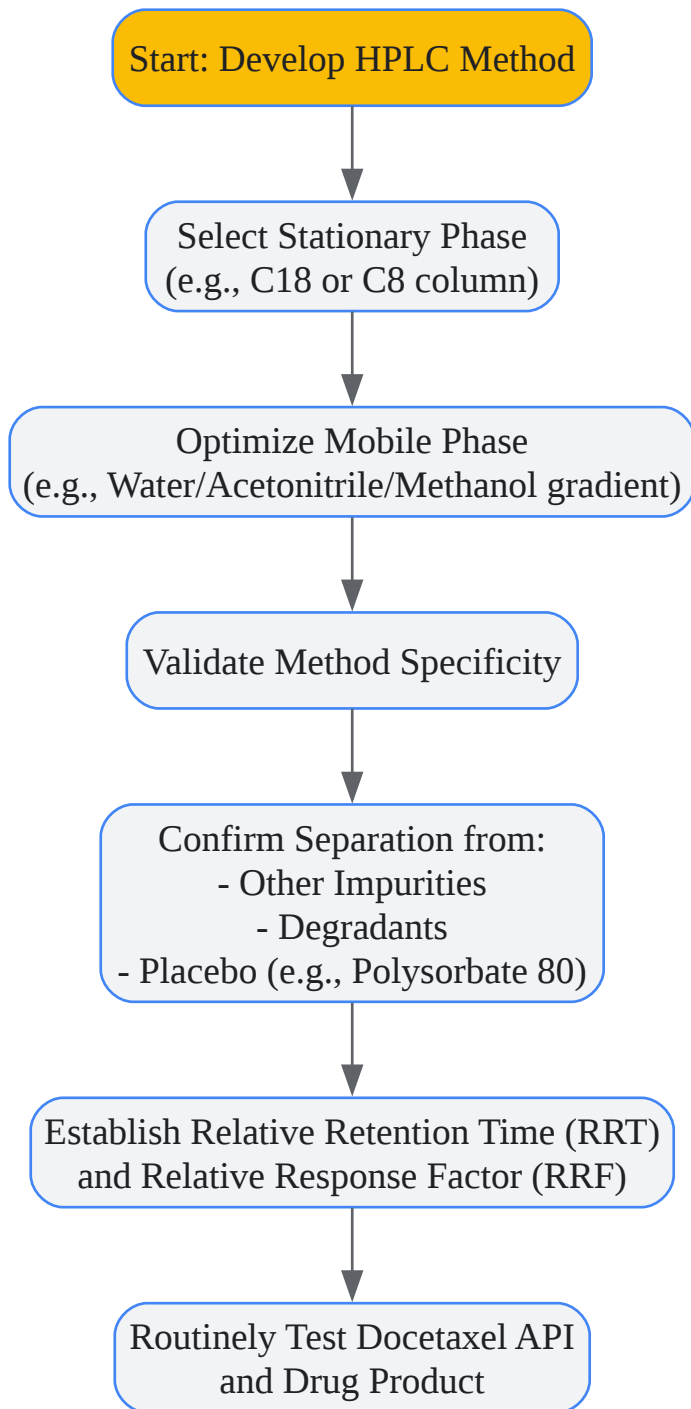 Start: Develop HPLC Method
Select Stationary Phase
(e.g., C18 or C8 column)
Optimize Mobile Phase
(e.g., Water/Acetonitrile/Methanol gradient)
Validate Method Specificity
Confirm Separation from:
- Other Impurities
- Degradants
- Placebo (e.g., Polysorbate 80)
Establish Relative Retention Time (RRT)
and Relative Response Factor (RRF)
Routinely Test Docetaxel API
and Drug Product